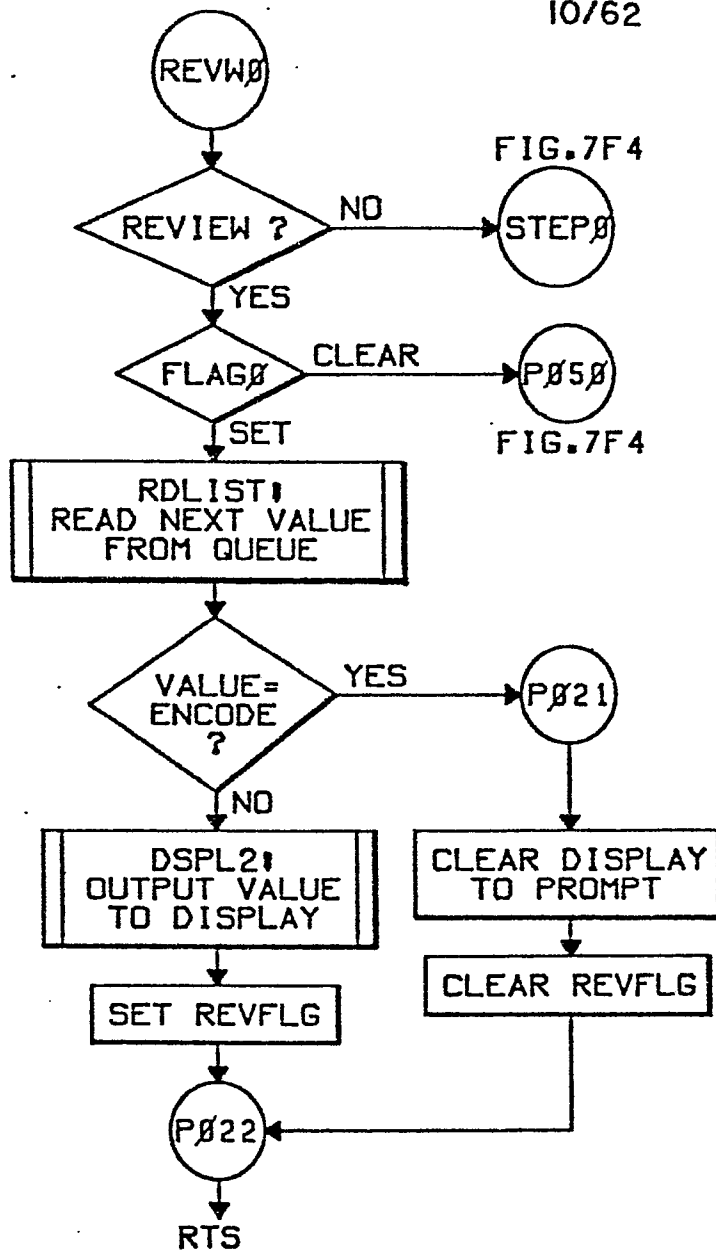 10/62
REVWØ
FIG.7F4
REVIEW ?
NO
STEPØ
YES
FLAGØ
CLEAR
PØ5Ø
SET
FIG.7F4
RDLIST:
READ NEXT VALUE
FROM QUEUE
VALUE=
ENCODE
?
YES
PØ21
NO
DSPL2:
OUTPUT VALUE
TO DISPLAY
CLEAR DISPLAY
TO PROMPT
SET REVFLG
CLEAR REVFLG
PØ22
RTS